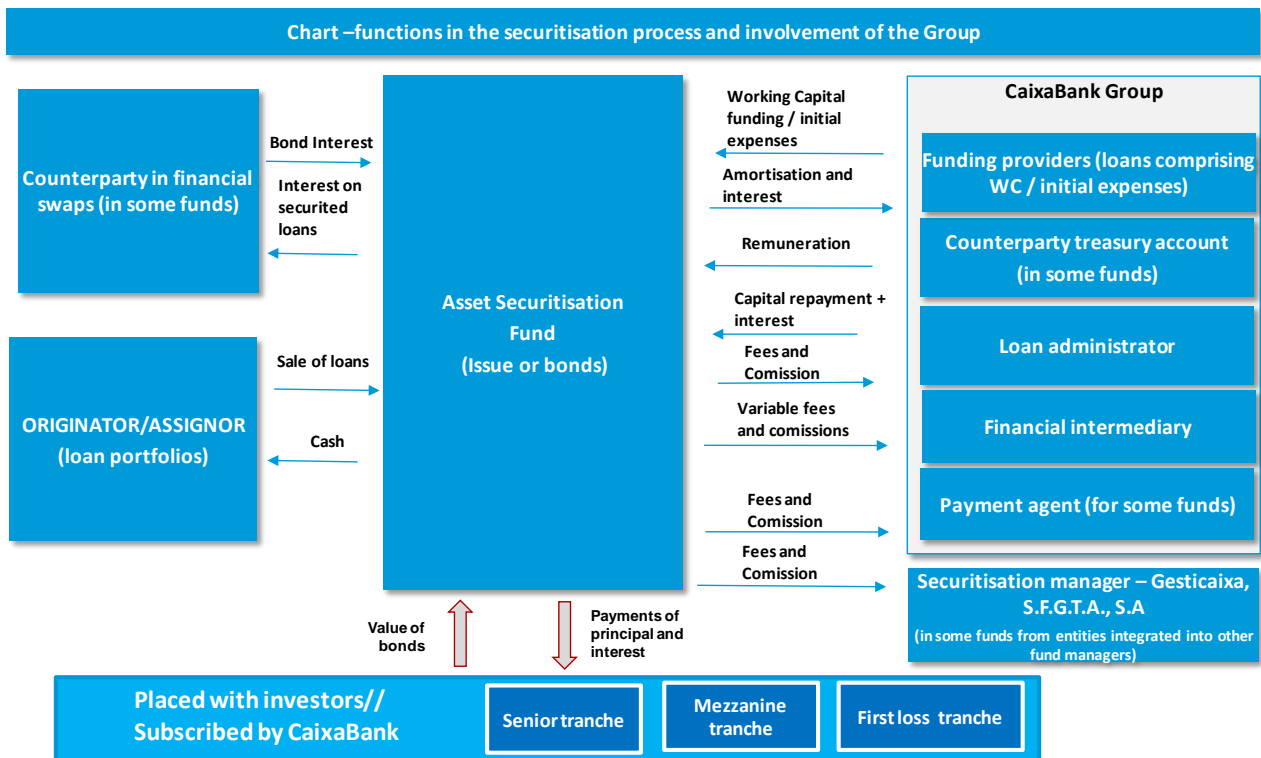 Chart –functions in the securitisation process and involvement of the Group
Counterparty in financial
swaps (in some funds)
Bond Interest
Interest on
securited
loans
ORIGINATOR/ASSIGNOR
(loan portfolios)
Sale of loans
Cash
Asset Securitisation
Fund
(Issue or bonds)
Working Capital
funding / initial
expenses
Amortisation and
interest
Remuneration
Capital repayment +
interest
Fees and
Comission
Variable fees
and comissions
Fees and
Comission
Fees and
Comission
CaixaBank Group
Funding providers (loans comprising
WC / initial expenses)
Counterparty treasury account
(in some funds)
Loan administrator
Financial intermediary
Payment agent (for some funds)
Securitisation manager – Gesticaixa,
S.F.G.T.A., S.A
(in some funds from entities integrated into other
fund managers)
Value of
bonds
Payments of
principal and
interest
Placed with investors//
Subscribed by CaixaBank
Senior tranche
Mezzanine
tranche
First loss tranche